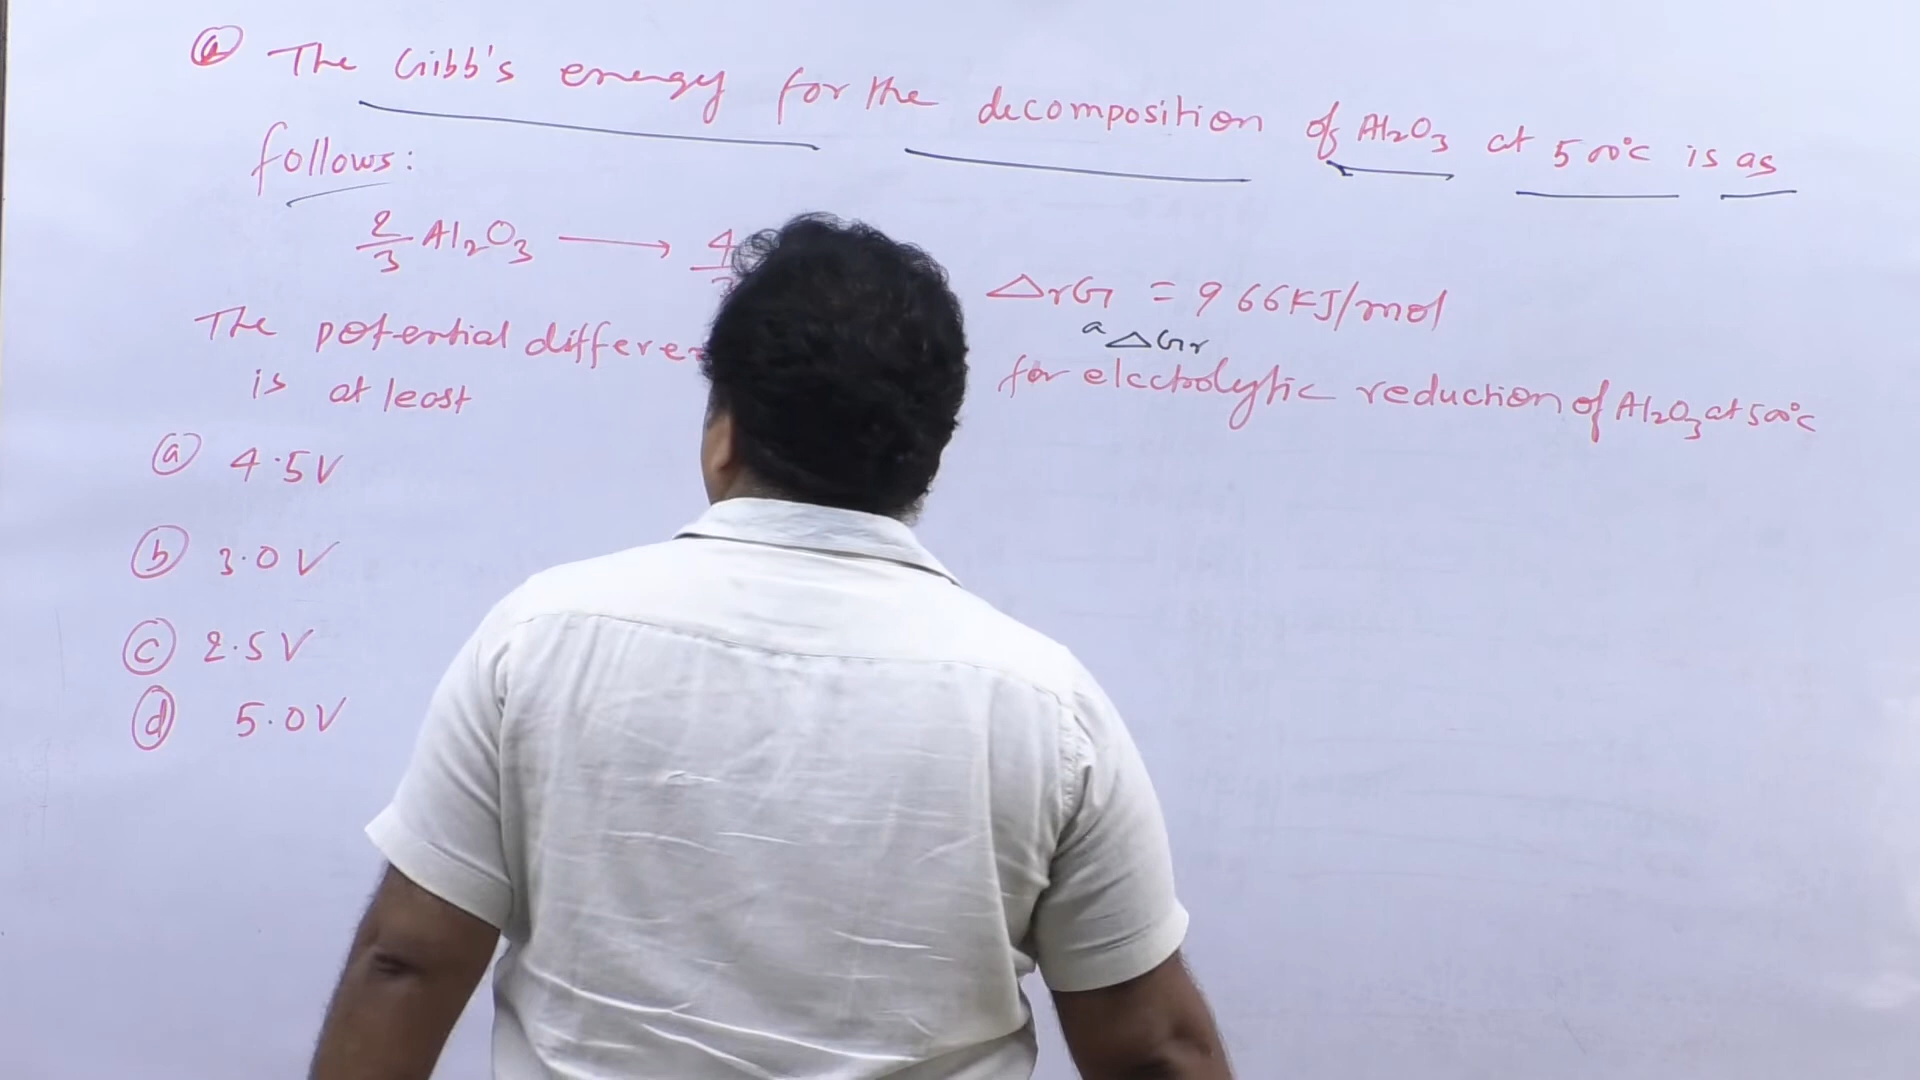 Q The Gibb's energy for the decomposition of Al₂O₃ at 500°c is as
follows:
2/3 Al₂O₃ ⟶ 4 ΔrG = 966KJ/mol
a ΔGr
The potential differe for electrolytic reduction of Al₂O₃ at 500°c
is at least
(a) 4.5V
(b) 3.0V
(c) 2.5V
(d) 5.0V